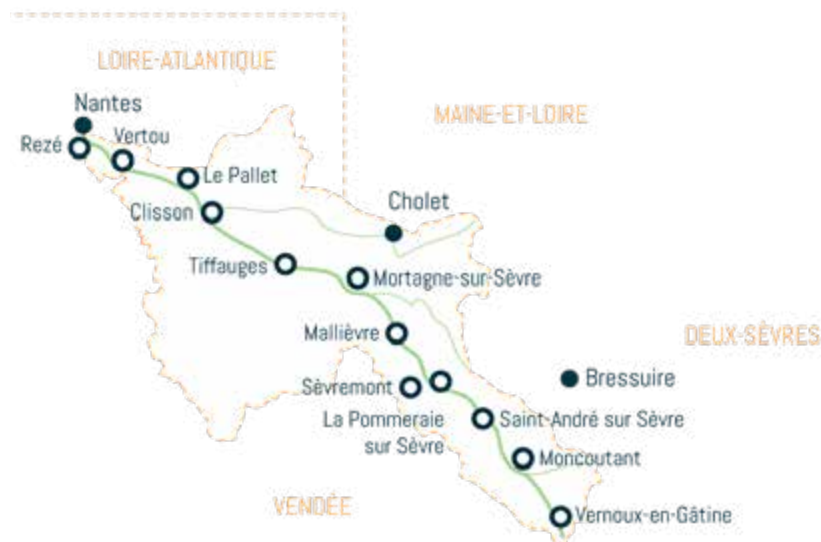 LOIRE-ATLANTIQUE
Nantes
MAINE-ET-LOIRE
Vertou
Rezé
Le Pallet
Cholet
Clisson
Tiffauges
Mortagne-sur-Sèvre
Mallièvre
DEUX-SÈVRES
Bressuire
Sèvremont
La Pommeraie
sur Sèvre
Saint-André sur Sèvre
Moncoutant
VENDÉE
Vernoux-en-Gâtine